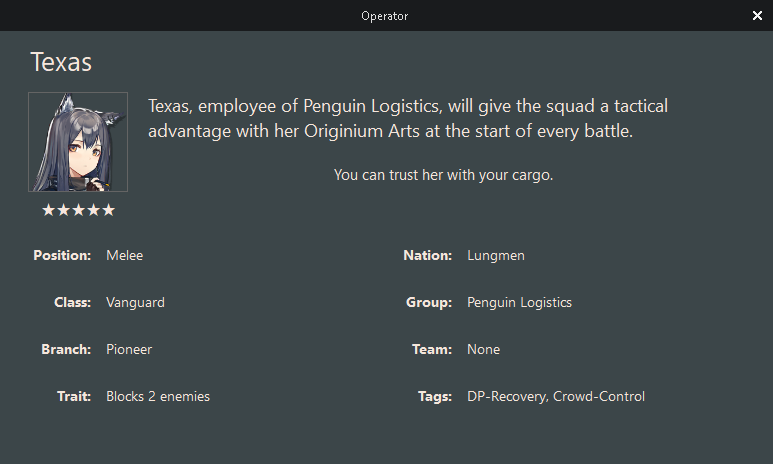 Operator
Texas
Texas, employee of Penguin Logistics, will give the squad a tactical
advantage with her Originium Arts at the start of every battle.
You can trust her with your cargo.
★★★★★
Position: Melee
Nation: Lungmen
Class: Vanguard
Group: Penguin Logistics
Branch: Pioneer
Team: None
Trait: Blocks 2 enemies
Tags: DP-Recovery, Crowd-Control